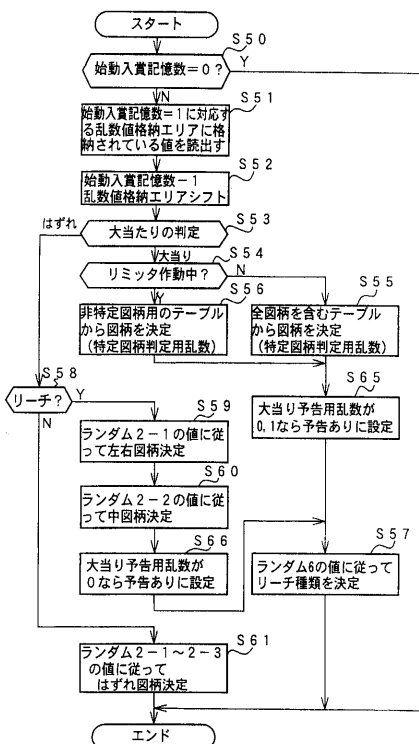 スタート
S50
始動入賞記憶数=0?
Y
N
S51
始動入賞記憶数=1に対応す
る乱数値格納エリアに格
納されている値を読出す
S52
始動入賞記憶数-1
乱数値格納エリアシフト
はずれ
S53
大当たりの判定
大当り
S54
リミッタ作動中?
N
Y
S56
S55
非特定図柄用のテーブル
から図柄を決定
(特定図柄判定用乱数)
全図柄を含むテーブル
から図柄を決定
(特定図柄判定用乱数)
S58
リーチ?
Y
N
S59
ランダム2-1の値に従
って左右図柄決定
S65
大当り予告用乱数が
0,1なら予告ありに設定
S60
ランダム2-2の値に従
って中図柄決定
S66
大当り予告用乱数が
0なら予告ありに設定
S57
ランダム6の値に従って
リーチ種類を決定
S61
ランダム2-1~2-3
の値に従って
はずれ図柄決定
エンド